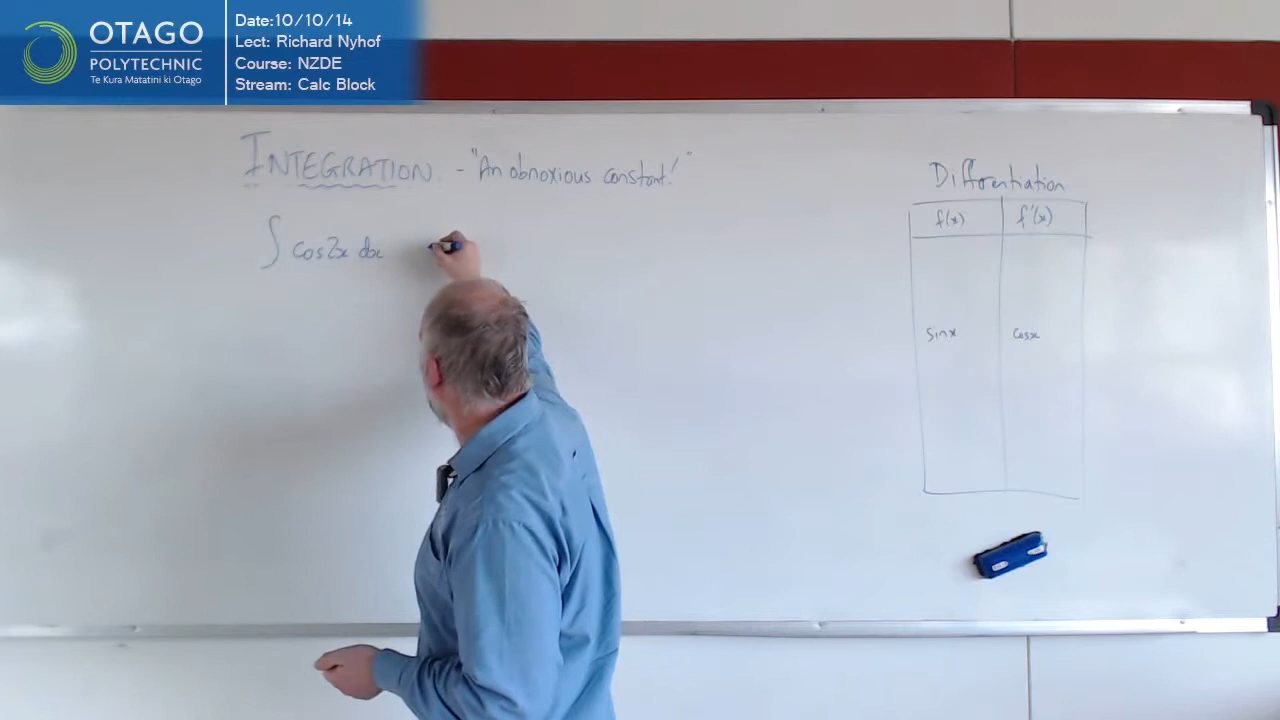 OTAGO
POLYTECHNIC
Te Kura Matatini ki Otago
Date:10/10/14
Lect: Richard Nyhof
Course: NZDE
Stream: Calc Block
INTEGRATION. - "An obnoxious constant!"
∫ cos2x dx
Differentiation
f(x) f'(x)
sinx cosx